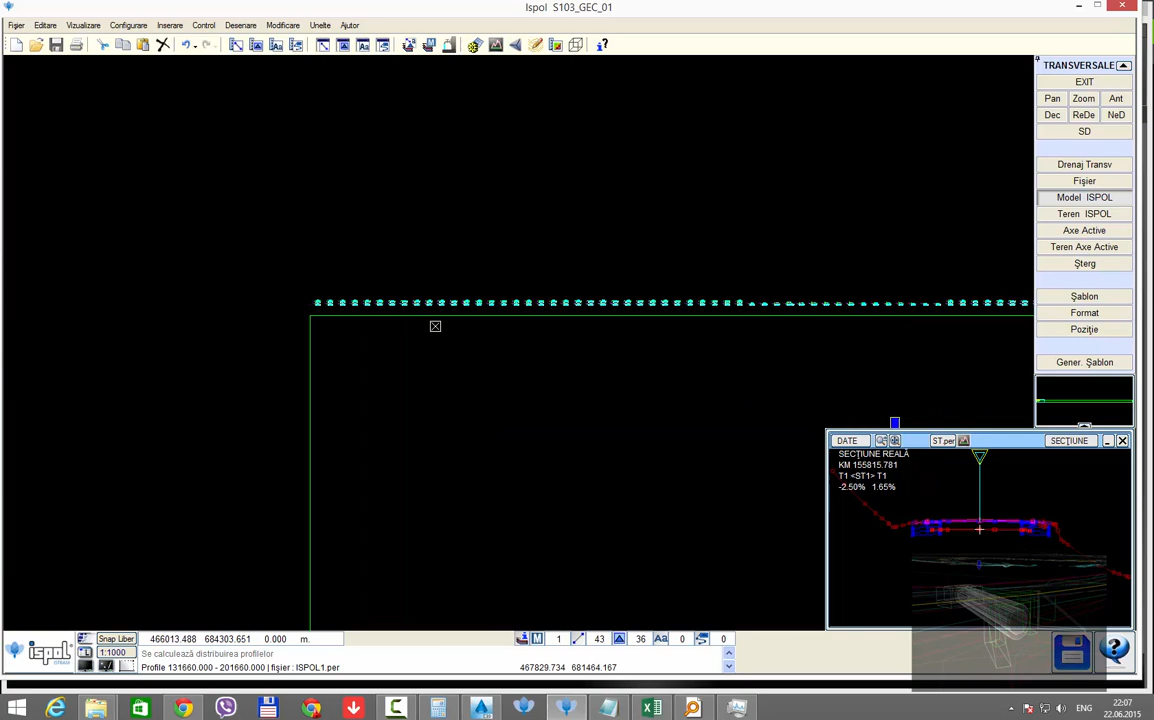 Ispol S103_GEC_01
Fişier Editare Vizualizare Configurare Inserare Control Desenare Modificare Unelte Ajutor
TRANSVERSALE
EXIT
Pan Zoom Ant
Dec ReDe NeD
SD
Drenaj Transv
Fişier
Model ISPOL
Teren ISPOL
Axe Active
Teren Axe Active
Şterg
Şablon
Format
Poziţie
Gener. Şablon
DATE ST.per SECŢIUNE
SECŢIUNE REALĂ
KM 155815.781
T1 <ST1> T1
-2.50% 1.65%
Snap Liber 466013.488 684303.651 0.000 m. M 1 43 36 Aa 0 0
ispol 1:1000 Se calculează distribuirea profilelor
Profile 131660.000 - 201660.000 | fişier : ISPOL1.per 467829.734 681464.167
ENG 22:07
22.06.2015